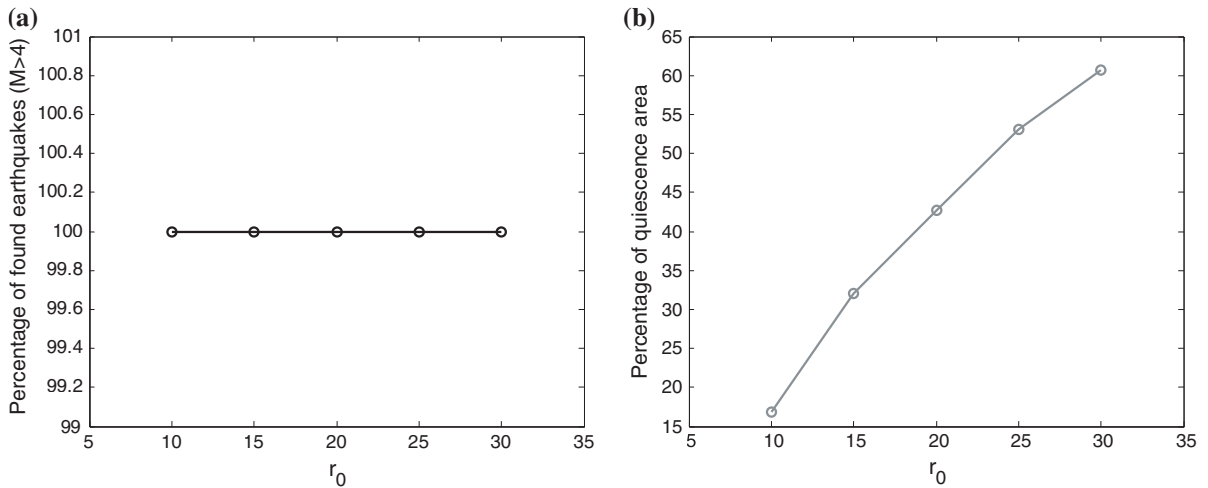 (a)
Percentage of found earthquakes (M>4)
101
100.8
100.6
100.4
100.2
100
99.8
99.6
99.4
99.2
99
5 10 15 20 25 30 35
r0
(b)
Percentage of quiescence area
65
60
55
50
45
40
35
30
25
20
15
5 10 15 20 25 30 35
r0